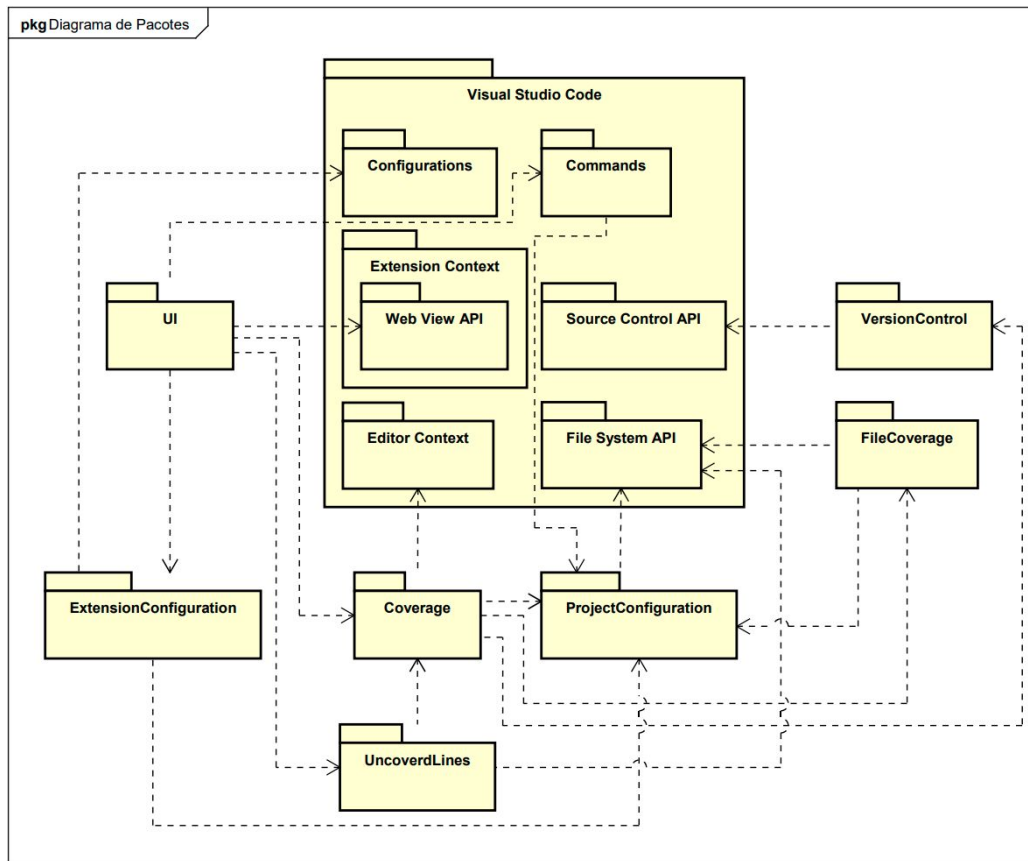 pkg Diagrama de Pacotes
Visual Studio Code
Configurations
Commands
Extension Context
UI
Web View API
Source Control API
VersionControl
Editor Context
File System API
FileCoverage
ExtensionConfiguration
Coverage
ProjectConfiguration
UncoverdLines